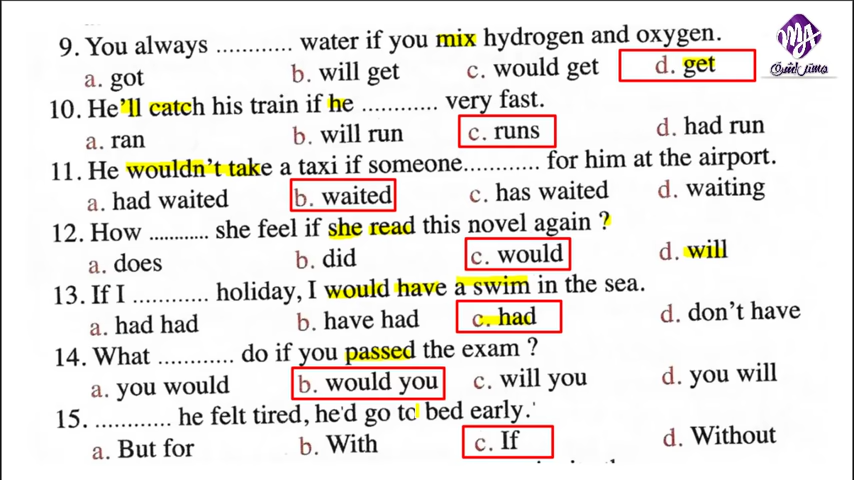 9. You always ............ water if you mix hydrogen and oxygen.
a. got b. will get c. would get d. get
10. He'll catch his train if he ............ very fast.
a. ran b. will run c. runs d. had run
11. He wouldn't take a taxi if someone............ for him at the airport.
a. had waited b. waited c. has waited d. waiting
12. How ............ she feel if she read this novel again ?
a. does b. did c. would d. will
13. If I ............ holiday, I would have a swim in the sea.
a. had had b. have had c. had d. don't have
14. What ............ do if you passed the exam ?
a. you would b. would you c. will you d. you will
15. ............ he felt tired, he'd go to bed early.
a. But for b. With c. If d. Without